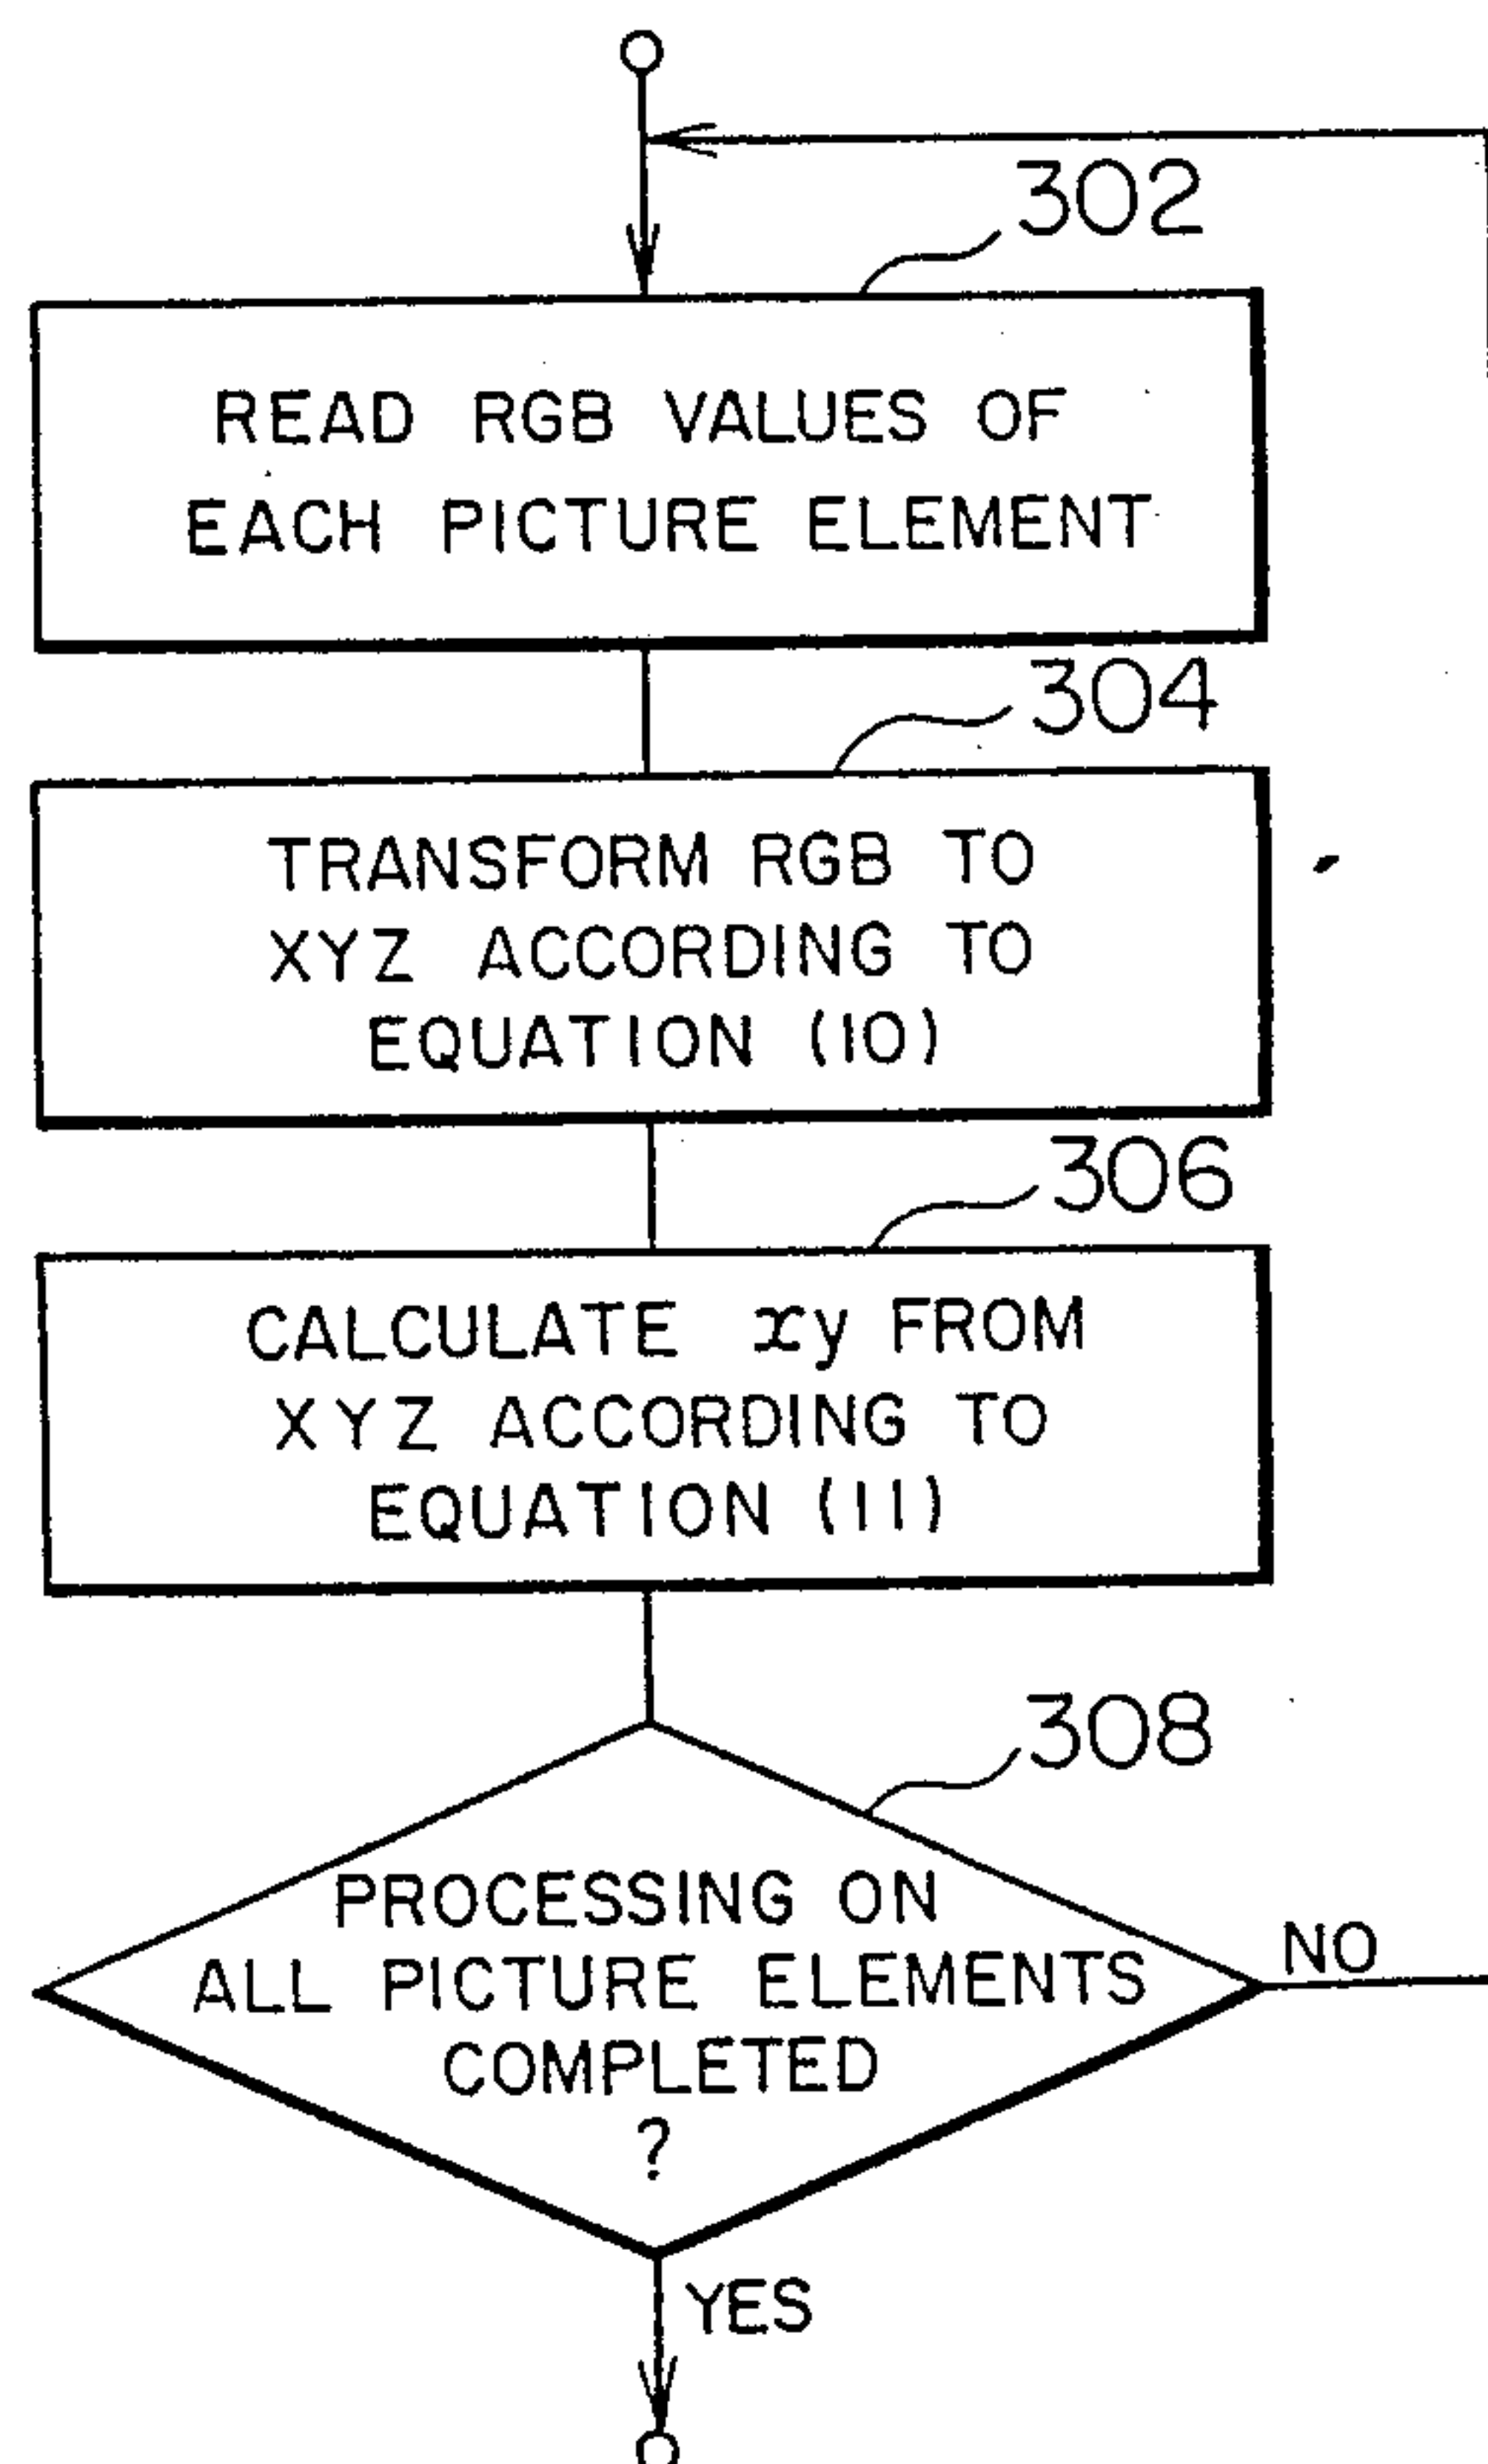 302
READ RGB VALUES OF
EACH PICTURE ELEMENT
304
TRANSFORM RGB TO
XYZ ACCORDING TO
EQUATION (10)
306
CALCULATE xy FROM
XYZ ACCORDING TO
EQUATION (11)
308
PROCESSING ON
ALL PICTURE ELEMENTS
COMPLETED
?
NO
YES